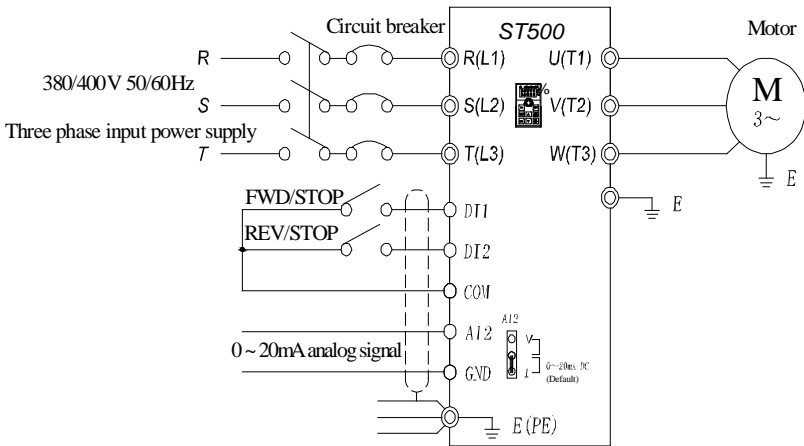 Circuit breaker
ST500
Motor
R
R(L1)
U(T1)
380/400V 50/60Hz
S
S(L2)
%
V(T2)
M
3~
Three phase input power supply
T
T(L3)
W(T3)
E
E
FWD/STOP
DI1
REV/STOP
DI2
COM
AI2
AI2
V
0 ~ 20mA analog signal
GND
I
0~20mA DC
(Default)
E(PE)